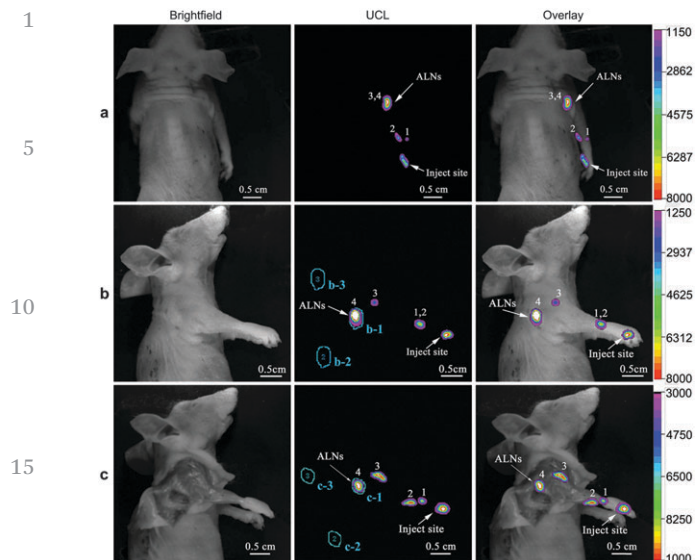 Brightfield UCL Overlay
1
a
3,4 ALNs
2 1
Inject site
0.5 cm
0.5 cm
3,4 ALNs
2 1
Inject site
0.5 cm
1150
2862
4575
6287
8000
5
b
b-3
3
4
ALNs
b-1
1,2
Inject site
2
b-2
0.5cm
0.5cm
3
4
ALNs
1,2
Inject site
0.5cm
1250
2937
4625
6312
8000
10
c
ALNs
4
3
3
c-3
c-1
2 1
Inject site
2
c-2
0.5 cm
0.5 cm
ALNs
4
3
2 1
Inject site
0.5 cm
3000
4750
6500
8250
15